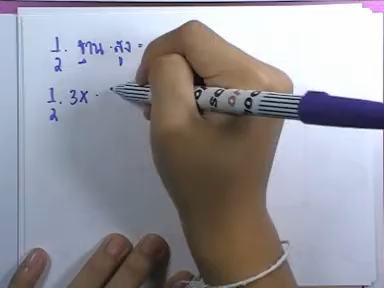 1/2 · ฐาน · สูง =
1/2 · 3x ·